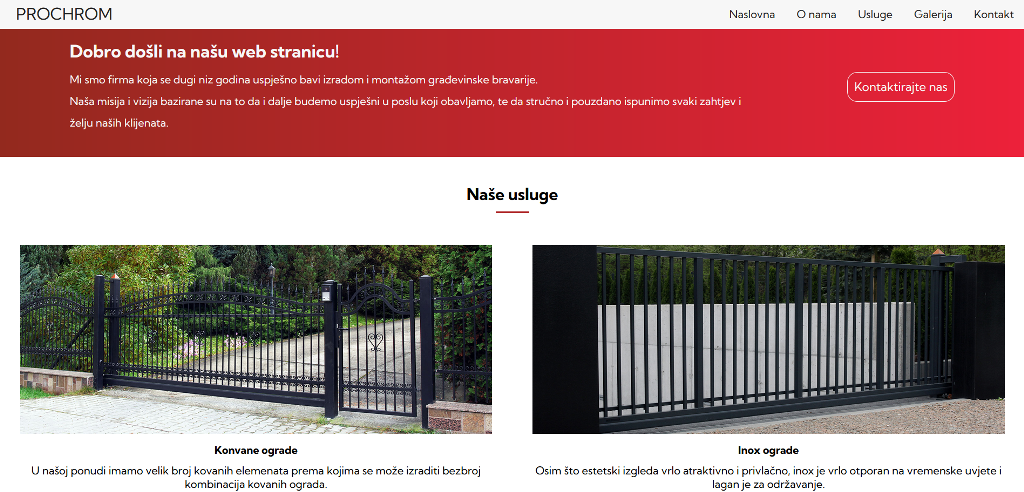 PROCHROM
Naslovna O nama Usluge Galerija Kontakt
Dobro došli na našu web stranicu!
Mi smo firma koja se dugi niz godina uspješno bavi izradom i montažom građevinske bravarije.
Naša misija i vizija bazirane su na to da i dalje budemo uspješni u poslu koji obavljamo, te da stručno i pouzdano ispunimo svaki zahtjev i
želju naših klijenata.
Kontaktirajte nas
Naše usluge
Konvane ograde
U našoj ponudi imamo velik broj kovanih elemenata prema kojima se može izraditi bezbroj
kombinacija kovanih ograda.
Inox ograde
Osim što estetski izgleda vrlo atraktivno i privlačno, inox je vrlo otporan na vremenske uvjete i
lagan je za održavanje.